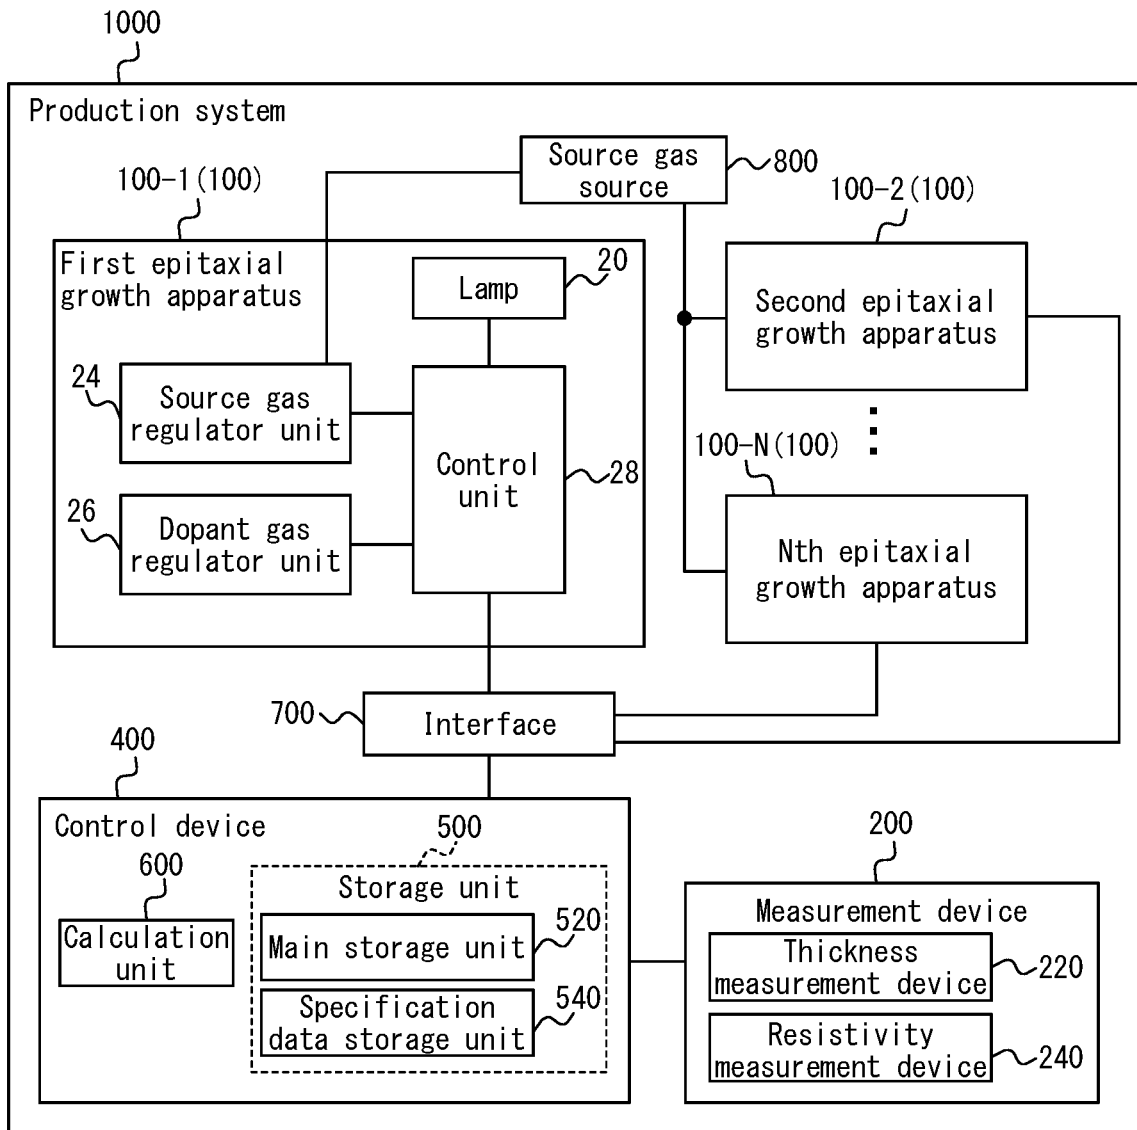 1000
Production system
Source gas
source
800
100-1(100)
100-2(100)
First epitaxial
growth apparatus
Lamp
20
Second epitaxial
growth apparatus
24
Source gas
regulator unit
Control
unit
28
100-N(100)
26
Dopant gas
regulator unit
Nth epitaxial
growth apparatus
700
Interface
400
Control device
500
200
600
Storage unit
Calculation
unit
Main storage unit
520
Specification
data storage unit
540
Measurement device
Thickness
measurement device
220
Resistivity
measurement device
240